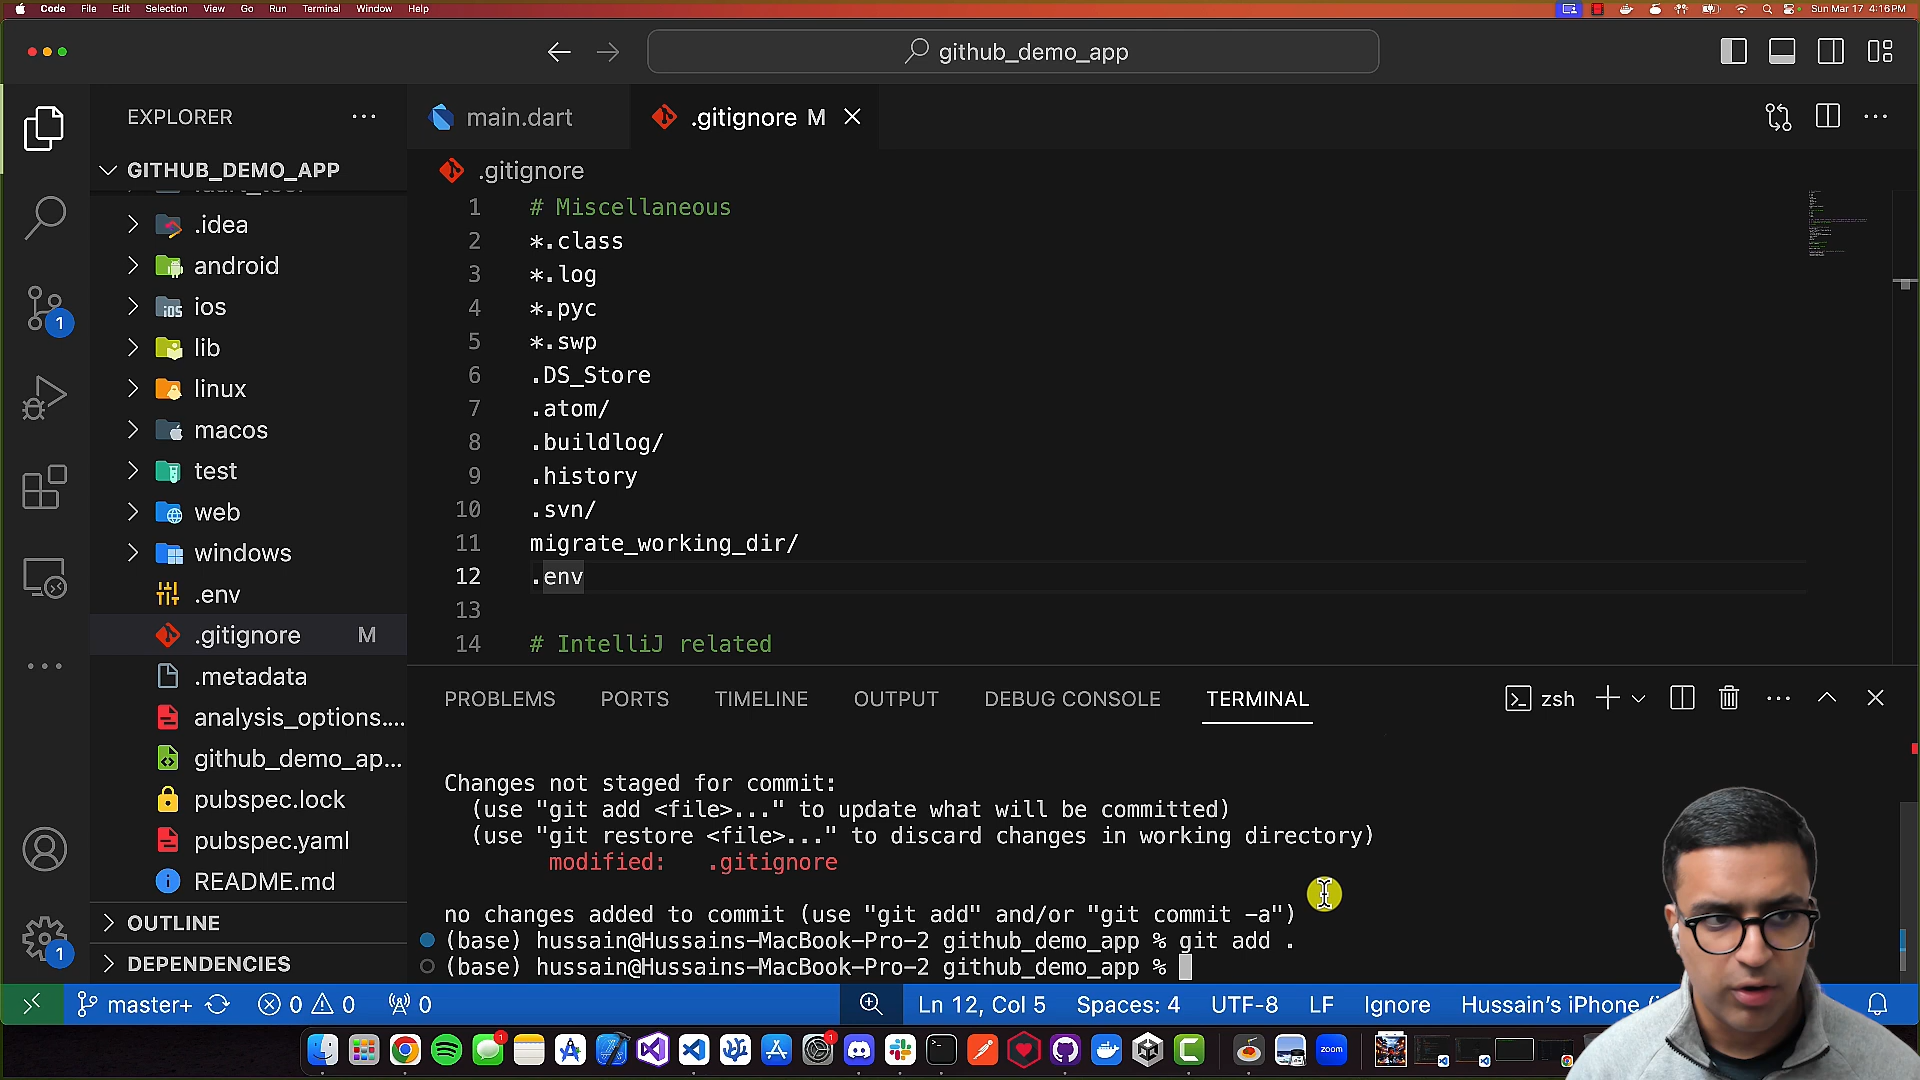 Code File Edit Selection View Go Run Terminal Window Help Sun Mar 17 4:16 PM
github_demo_app
EXPLORER
main.dart
.gitignore M
GITHUB_DEMO_APP
.gitignore
.idea
android
ios
lib
linux
macos
test
web
windows
.env
.gitignore M
.metadata
analysis_options....
github_demo_ap...
pubspec.lock
pubspec.yaml
README.md
OUTLINE
DEPENDENCIES
1
1
1 # Miscellaneous
2 *.class
3 *.log
4 *.pyc
5 *.swp
6 .DS_Store
7 .atom/
8 .buildlog/
9 .history
10 .svn/
11 migrate_working_dir/
12 .env
13
14 # IntelliJ related
PROBLEMS PORTS TIMELINE OUTPUT DEBUG CONSOLE TERMINAL zsh
Changes not staged for commit:
(use "git add <file>..." to update what will be committed)
(use "git restore <file>..." to discard changes in working directory)
modified: .gitignore
no changes added to commit (use "git add" and/or "git commit -a")
(base) hussain@Hussains-MacBook-Pro-2 github_demo_app % git add .
(base) hussain@Hussains-MacBook-Pro-2 github_demo_app %
master+ 0 0 0 Ln 12, Col 5 Spaces: 4 UTF-8 LF Ignore Hussain's iPhone
zoom